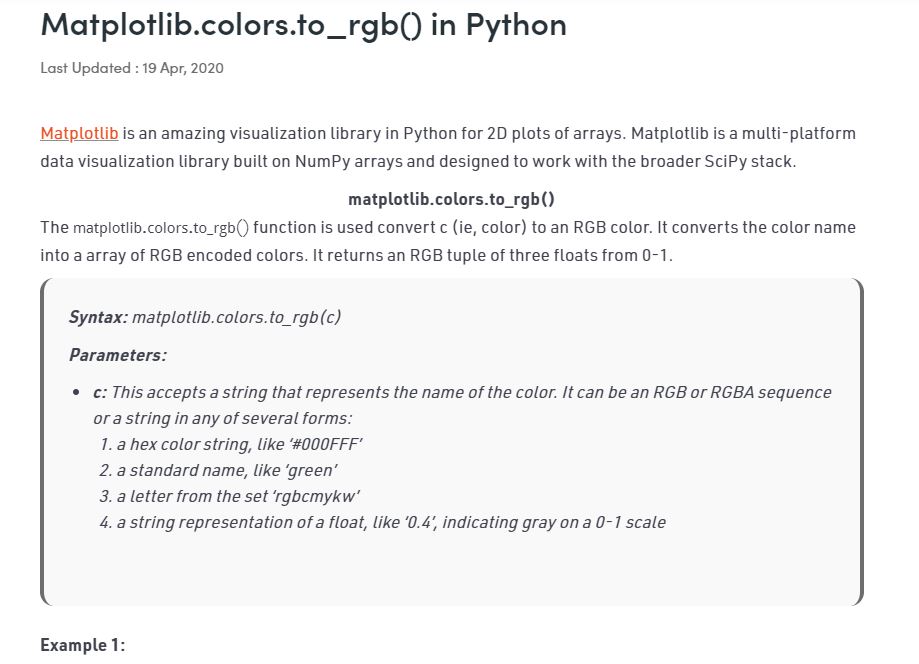 Matplotlib.colors.to_rgb() in Python
Last Updated : 19 Apr, 2020
Matplotlib is an amazing visualization library in Python for 2D plots of arrays. Matplotlib is a multi-platform
data visualization library built on NumPy arrays and designed to work with the broader SciPy stack.
matplotlib.colors.to_rgb()
The matplotlib.colors.to_rgb() function is used convert c (ie, color) to an RGB color. It converts the color name
into a array of RGB encoded colors. It returns an RGB tuple of three floats from 0-1.
Syntax: matplotlib.colors.to_rgb(c)
Parameters:
• c: This accepts a string that represents the name of the color. It can be an RGB or RGBA sequence
or a string in any of several forms:
1. a hex color string, like ‘#000FFF’
2. a standard name, like ‘green’
3. a letter from the set ‘rgbcmykw’
4. a string representation of a float, like ‘0.4’, indicating gray on a 0-1 scale
Example 1: